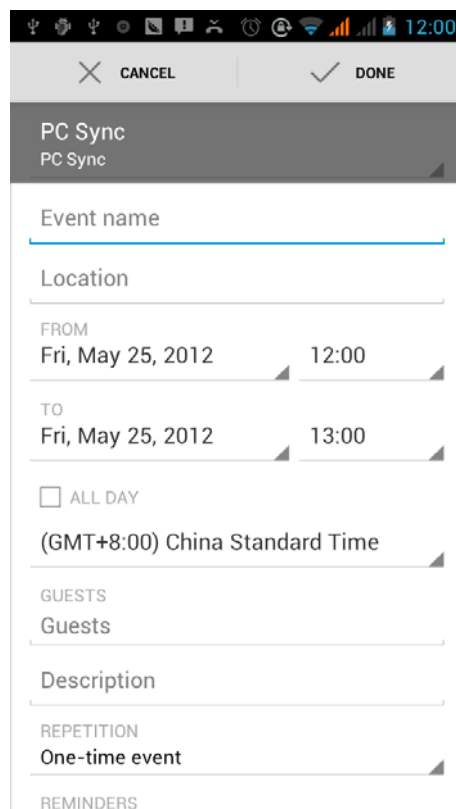 12:00
CANCEL DONE
PC Sync
PC Sync
Event name
Location
FROM
Fri, May 25, 2012 12:00
TO
Fri, May 25, 2012 13:00
ALL DAY
(GMT+8:00) China Standard Time
GUESTS
Guests
Description
REPETITION
One-time event
REMINDERS